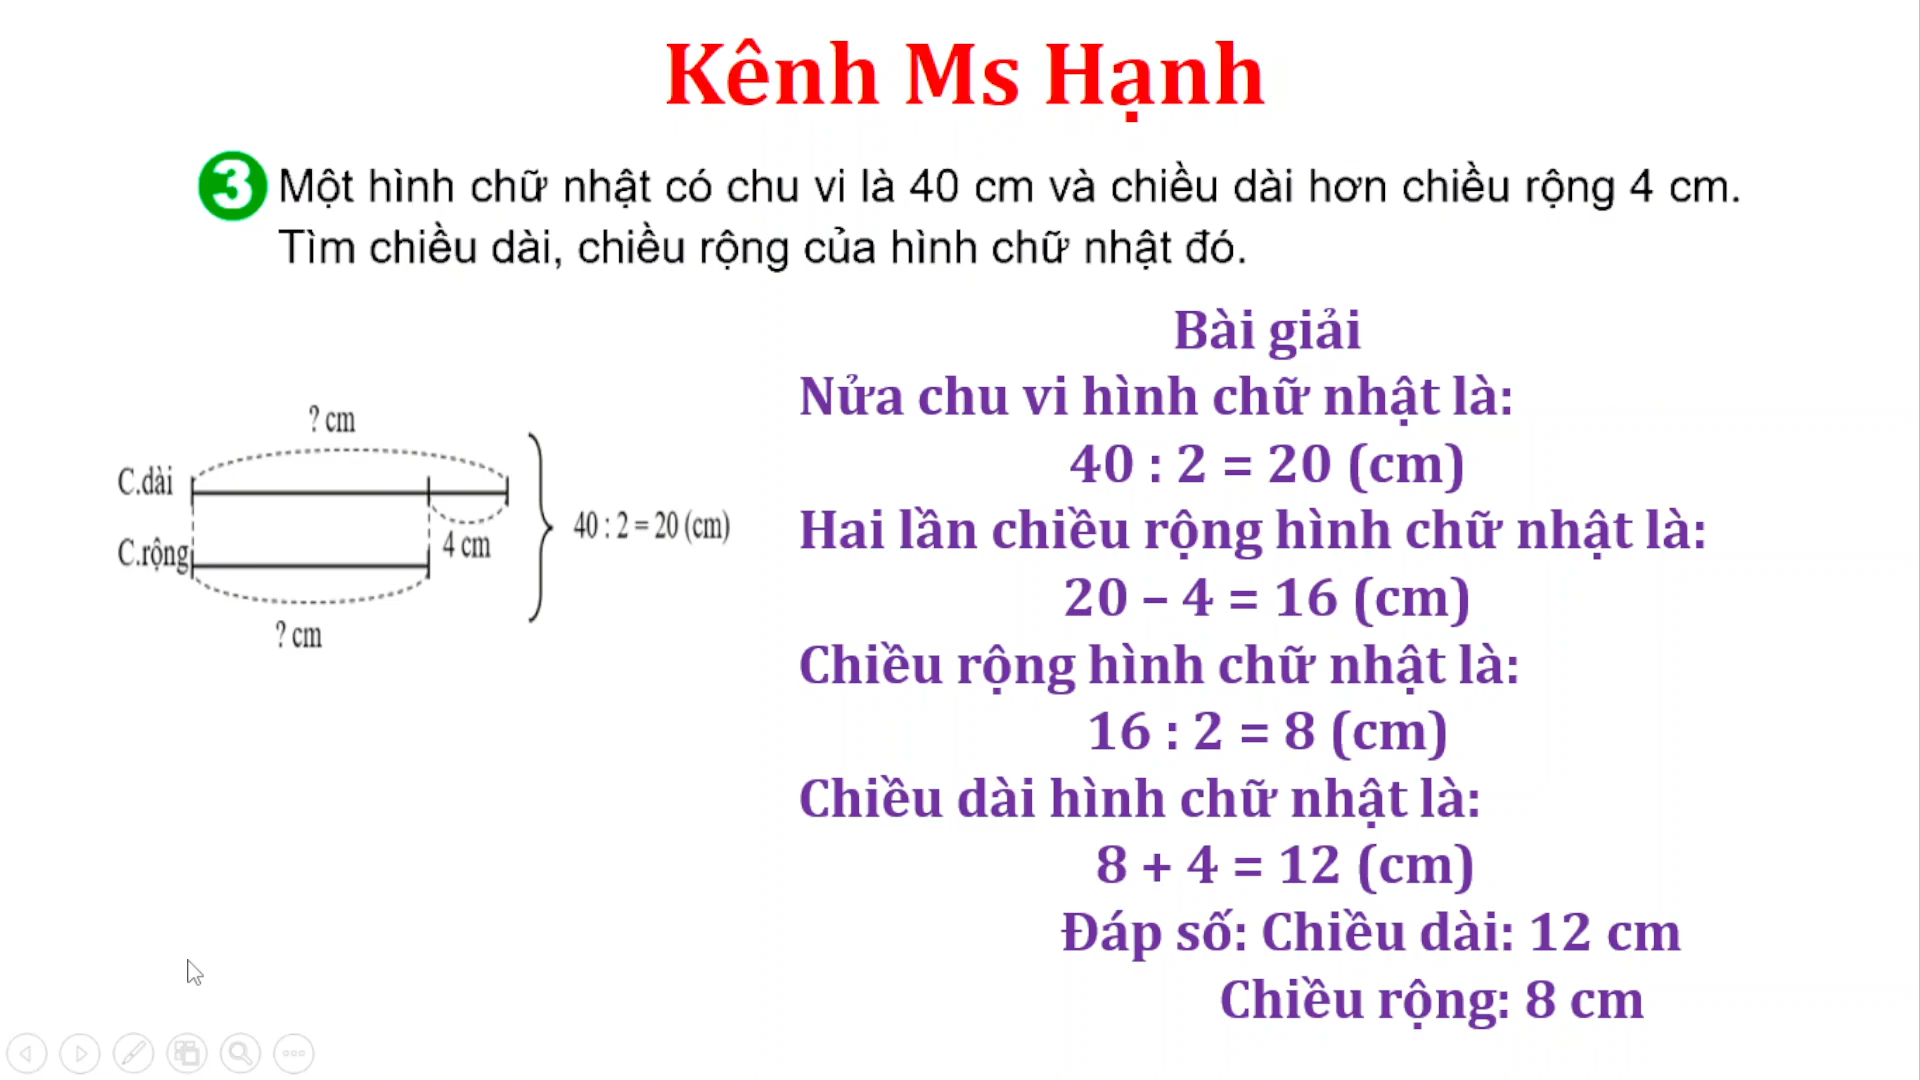 Kênh Ms Hạnh
3 Một hình chữ nhật có chu vi là 40 cm và chiều dài hơn chiều rộng 4 cm.
Tìm chiều dài, chiều rộng của hình chữ nhật đó.
? cm
C.dài
4 cm
C.rộng
? cm
40 : 2 = 20 (cm)
Bài giải
Nửa chu vi hình chữ nhật là:
40 : 2 = 20 (cm)
Hai lần chiều rộng hình chữ nhật là:
20 – 4 = 16 (cm)
Chiều rộng hình chữ nhật là:
16 : 2 = 8 (cm)
Chiều dài hình chữ nhật là:
8 + 4 = 12 (cm)
Đáp số: Chiều dài: 12 cm
Chiều rộng: 8 cm